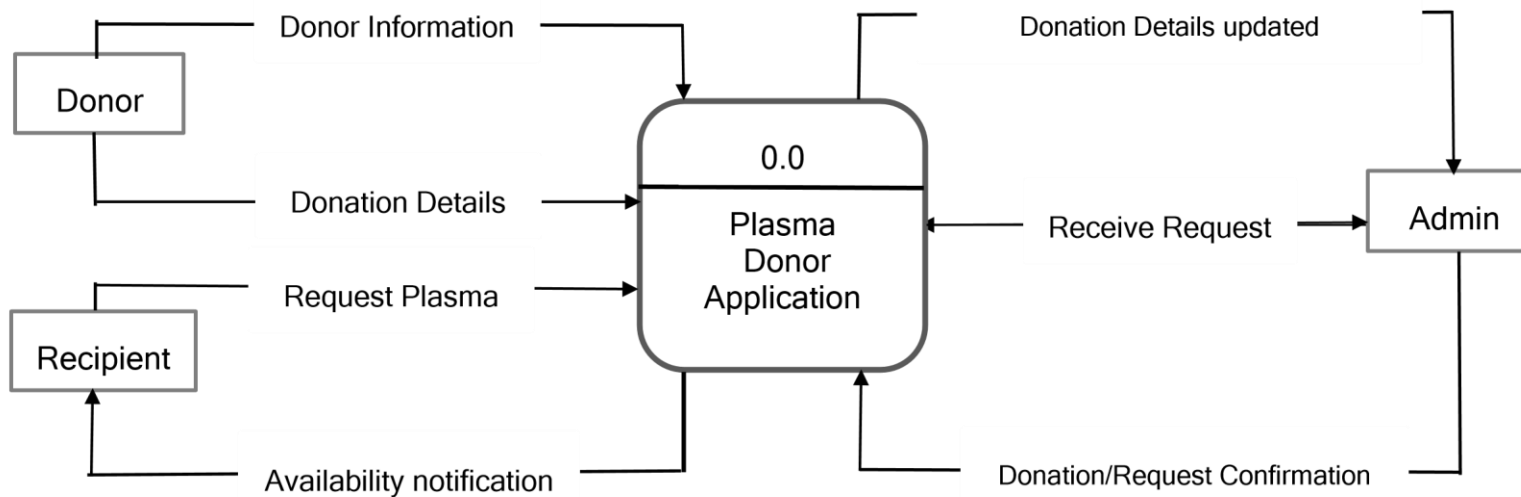 Donor Information
Donation Details updated
Donor
0.0
Donation Details
Plasma
Donor
Application
Receive Request
Admin
Request Plasma
Recipient
Availability notification
Donation/Request Confirmation